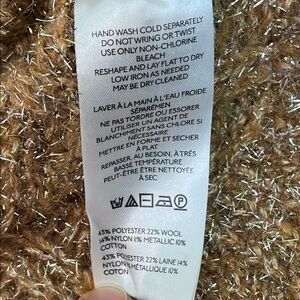 HAND WASH COLD SEPARATELY
DO NOT WRING OR TWIST
USE ONLY NON-CHLORINE
BLEACH
RESHAPE AND LAY FLAT TO DRY
LOW IRON AS NEEDED
MAY BE DRY CLEANED
LAVER À LA MAIN À L'EAU FROIDE
SÉPARÉMEN
NE PAS TORDRE OU ESSORER
UTILISER UN AGENT DE
BLANCHIMENT SANS CHLORE SI
NÉCESSAIRE
METTRE EN FORME ET SECHER
À PLAT
REPASSER, AU BESOIN, À TRÈS
BASSE TEMPÉRATURE
PEUT-ÊTRE ÊTRE NETTOYÉE
À SEC
43% POLYESTER 22% WOOL
14% NYLON 11% METALLIC 10%
COTTON
43% POLYESTER 22% LAINE 14%
NYLON 11% MÉTALLIQUE 10%
COTON